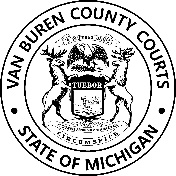 VAN BUREN COUNTY COURTS
TUEBOR
STATE OF MICHIGAN